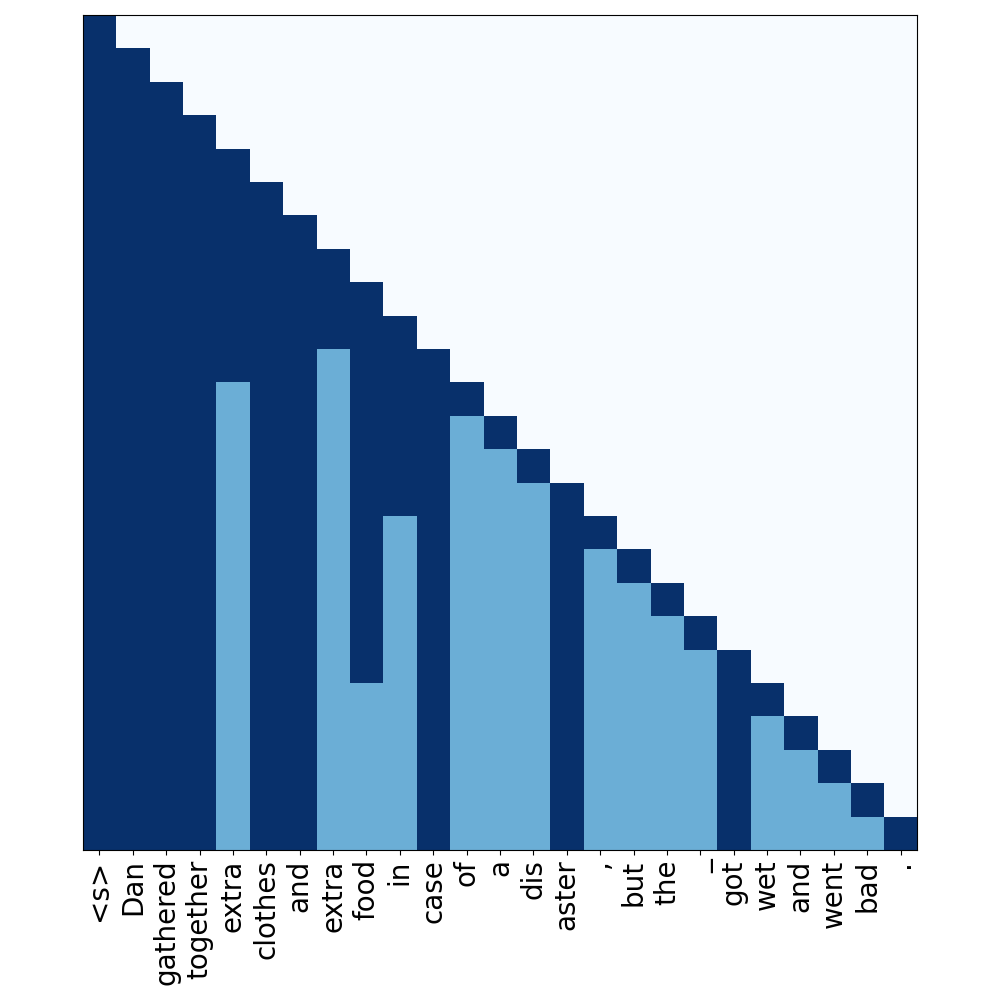 <s> Dan gathered together extra clothes and extra food in case of a dis aster , but the _ got wet and went bad .